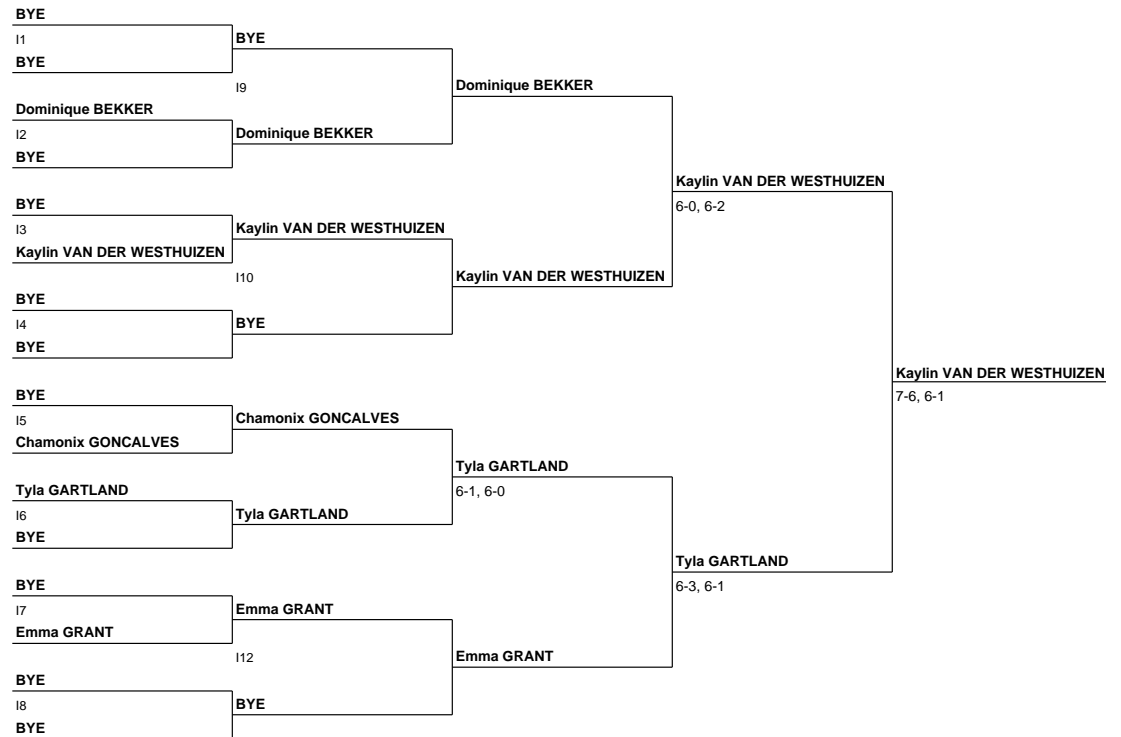 BYE
I1
BYE
BYE
I9
Dominique BEKKER
Dominique BEKKER
I2
Dominique BEKKER
BYE
Kaylin VAN DER WESTHUIZEN
6-0, 6-2
BYE
I3
Kaylin VAN DER WESTHUIZEN
Kaylin VAN DER WESTHUIZEN
I10
Kaylin VAN DER WESTHUIZEN
BYE
I4
BYE
BYE
Kaylin VAN DER WESTHUIZEN
7-6, 6-1
BYE
I5
Chamonix GONCALVES
Chamonix GONCALVES
Tyla GARTLAND
6-1, 6-0
Tyla GARTLAND
I6
Tyla GARTLAND
BYE
Tyla GARTLAND
6-3, 6-1
BYE
I7
Emma GRANT
Emma GRANT
I12
Emma GRANT
BYE
I8
BYE
BYE